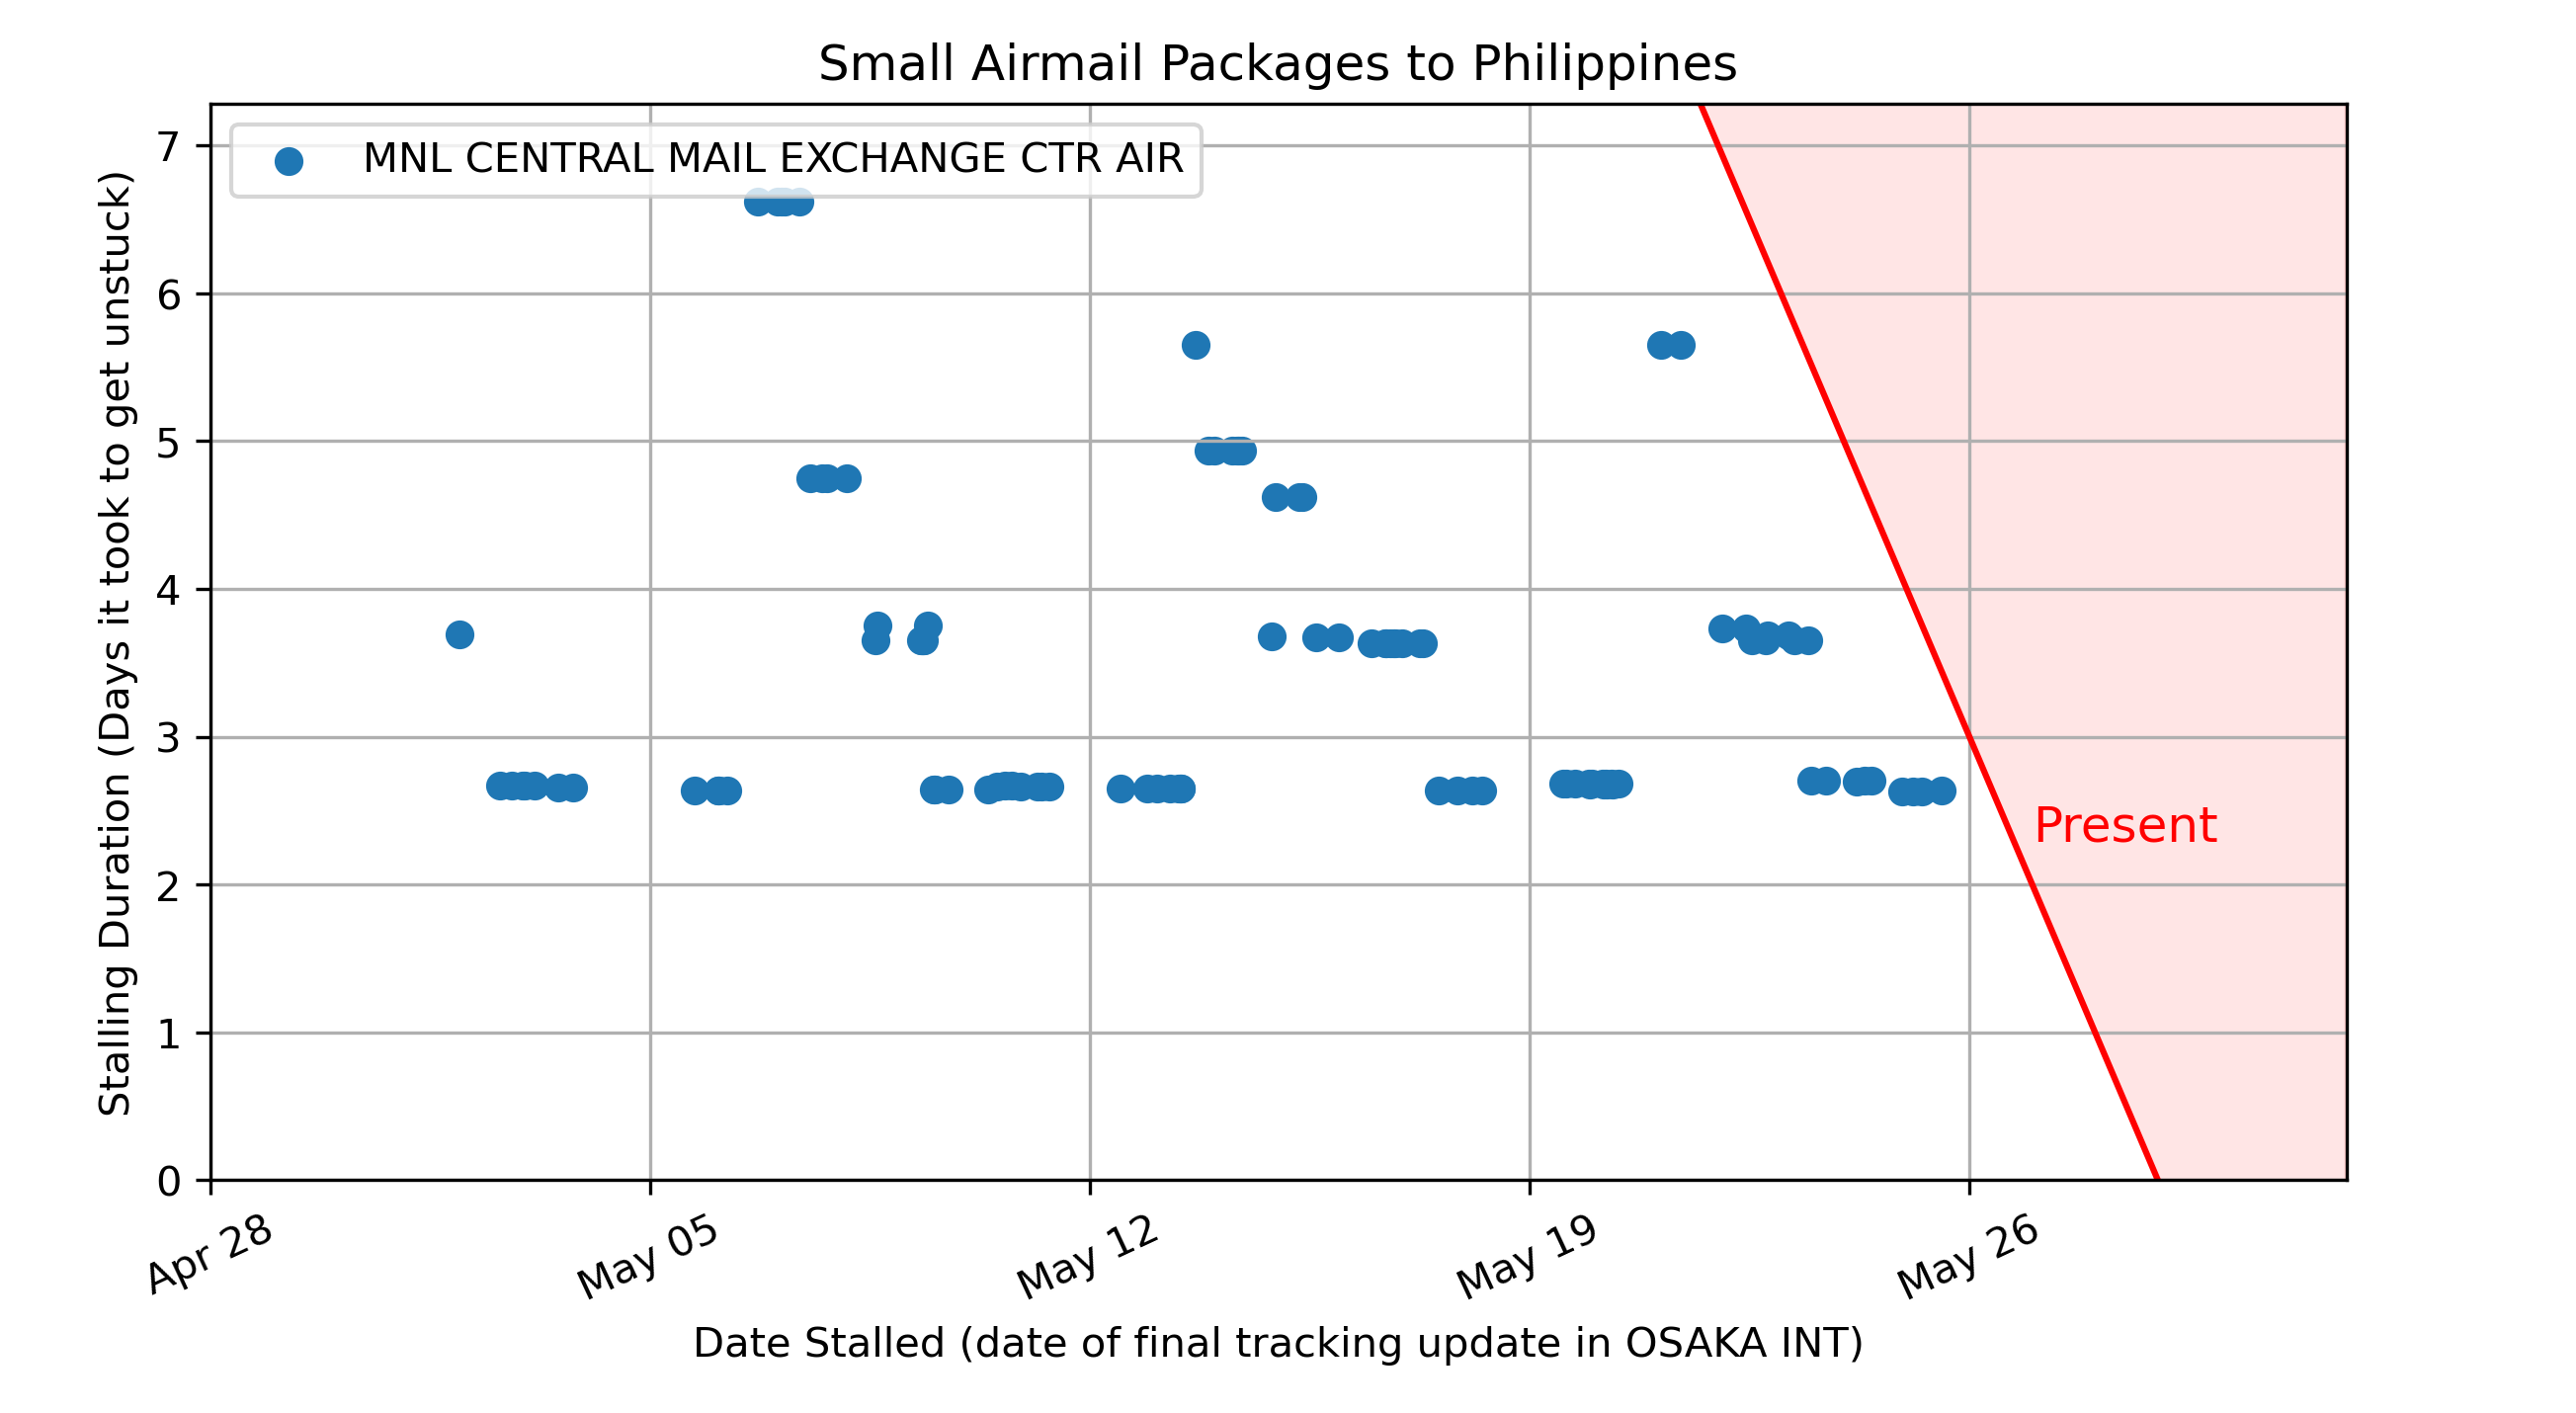 Small Airmail Packages to Philippines
MNL CENTRAL MAIL EXCHANGE CTR AIR
Stalling Duration (Days it took to get unstuck)
7
6
5
4
3
2
1
0
Present
Apr 28
May 05
May 12
May 19
May 26
Date Stalled (date of final tracking update in OSAKA INT)